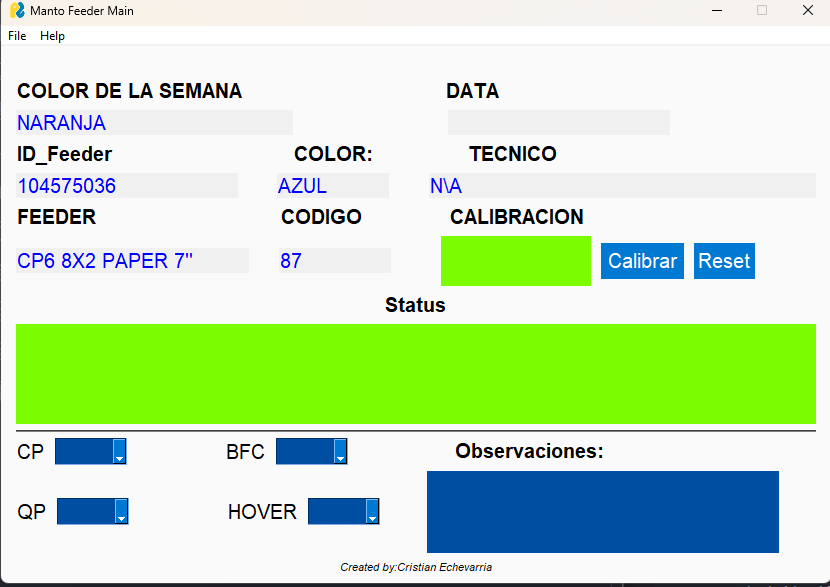 Manto Feeder Main
File Help
COLOR DE LA SEMANA DATA
NARANJA
ID_Feeder COLOR: TECNICO
104575036 AZUL N\A
FEEDER CODIGO CALIBRACION
CP6 8X2 PAPER 7" 87 Calibrar Reset
Status
CP BFC Observaciones:
QP HOVER
Created by:Cristian Echevarria